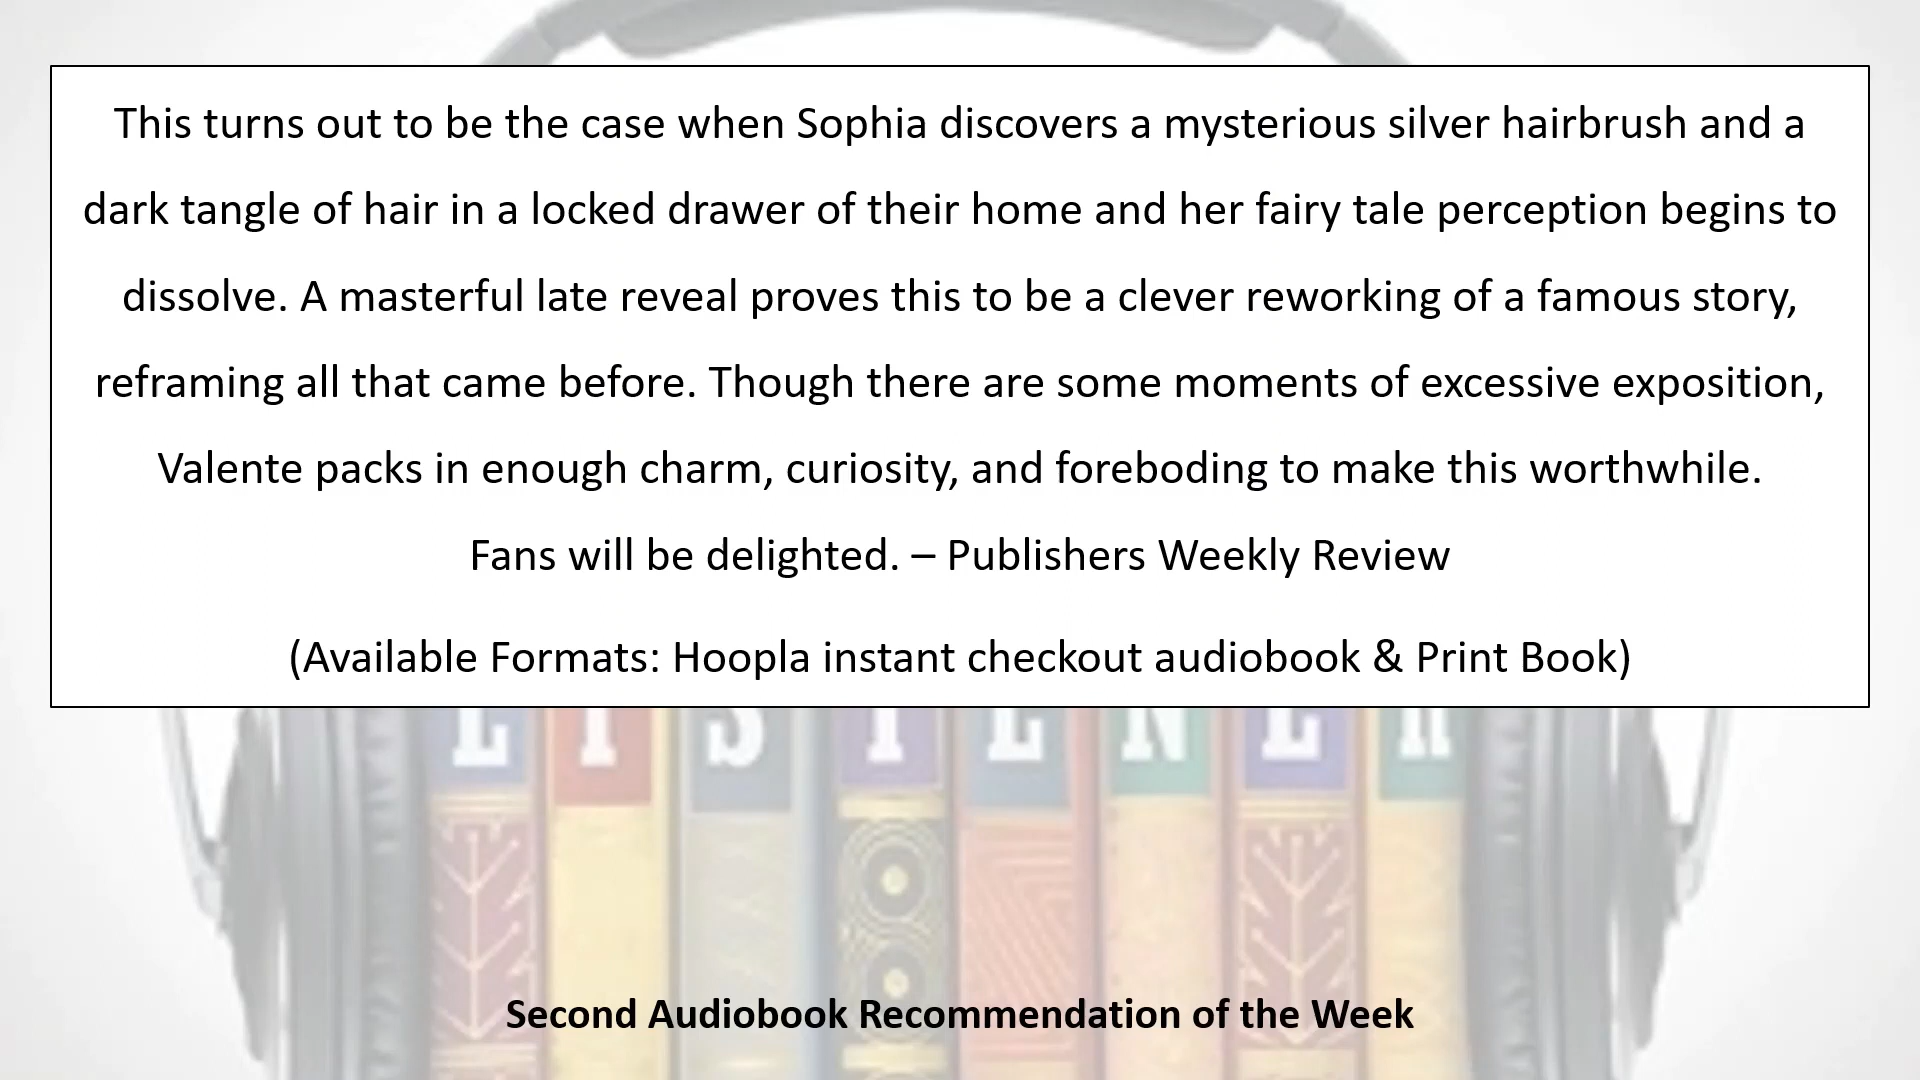 This turns out to be the case when Sophia discovers a mysterious silver hairbrush and a
dark tangle of hair in a locked drawer of their home and her fairy tale perception begins to
dissolve. A masterful late reveal proves this to be a clever reworking of a famous story,
reframing all that came before. Though there are some moments of excessive exposition,
Valente packs in enough charm, curiosity, and foreboding to make this worthwhile.
Fans will be delighted. – Publishers Weekly Review
(Available Formats: Hoopla instant checkout audiobook & Print Book)
LISTENER
Second Audiobook Recommendation of the Week